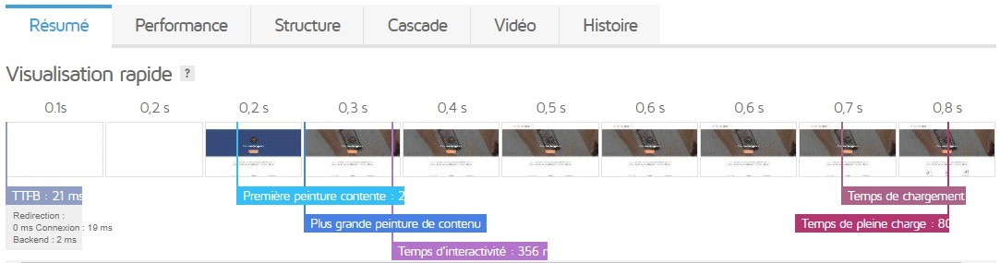 Résumé Performance Structure Cascade Vidéo Histoire
Visualisation rapide ?
0.1s 0,2 s 0,2 s 0,3 s 0,4 s 0,5 s 0,6 s 0,6 s 0,7 s 0,8 s
TTFB : 21 ms Première peinture contente : 2 Temps de chargement
Redirection :
0 ms Connexion : 19 ms
Backend : 2 ms
Plus grande peinture de contenu Temps de pleine charge : 80
Temps d'interactivité : 356 m